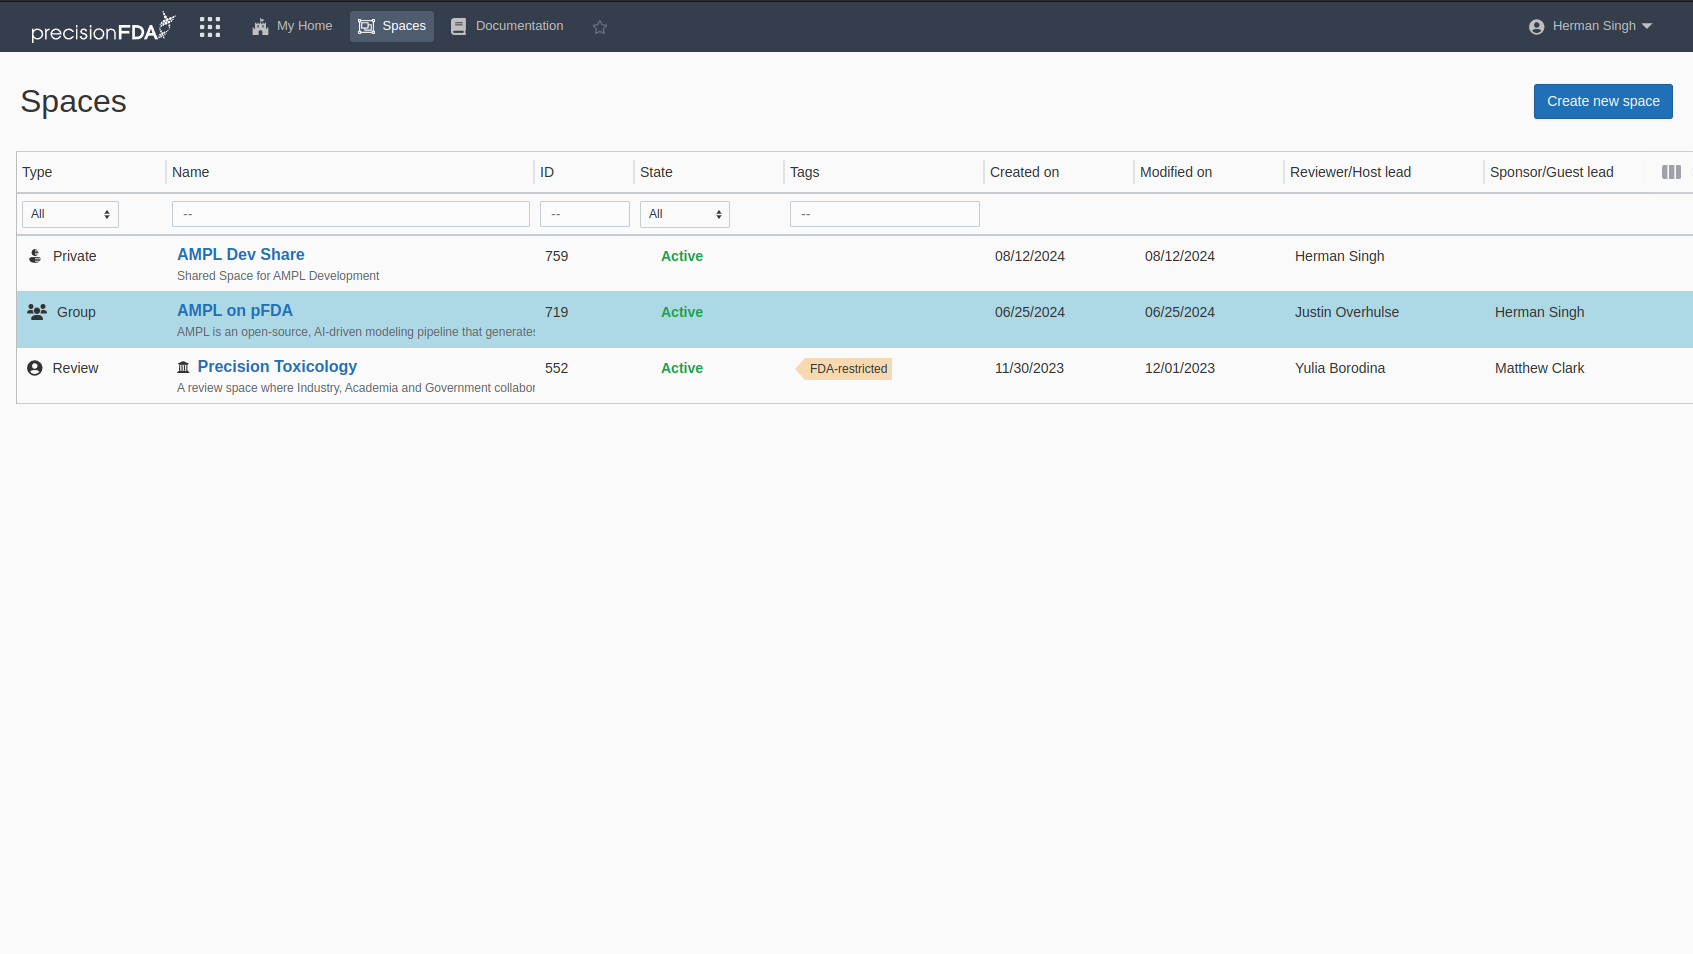 precisionFDA My Home Spaces Documentation Herman Singh
Spaces Create new space
Type Name ID State Tags Created on Modified on Reviewer/Host lead Sponsor/Guest lead
All -- -- All --
Private AMPL Dev Share 759 Active 08/12/2024 08/12/2024 Herman Singh
Shared Space for AMPL Development
Group AMPL on pFDA 719 Active 06/25/2024 06/25/2024 Justin Overhulse Herman Singh
AMPL is an open-source, AI-driven modeling pipeline that generates
Review Precision Toxicology 552 Active FDA-restricted 11/30/2023 12/01/2023 Yulia Borodina Matthew Clark
A review space where Industry, Academia and Government collabor